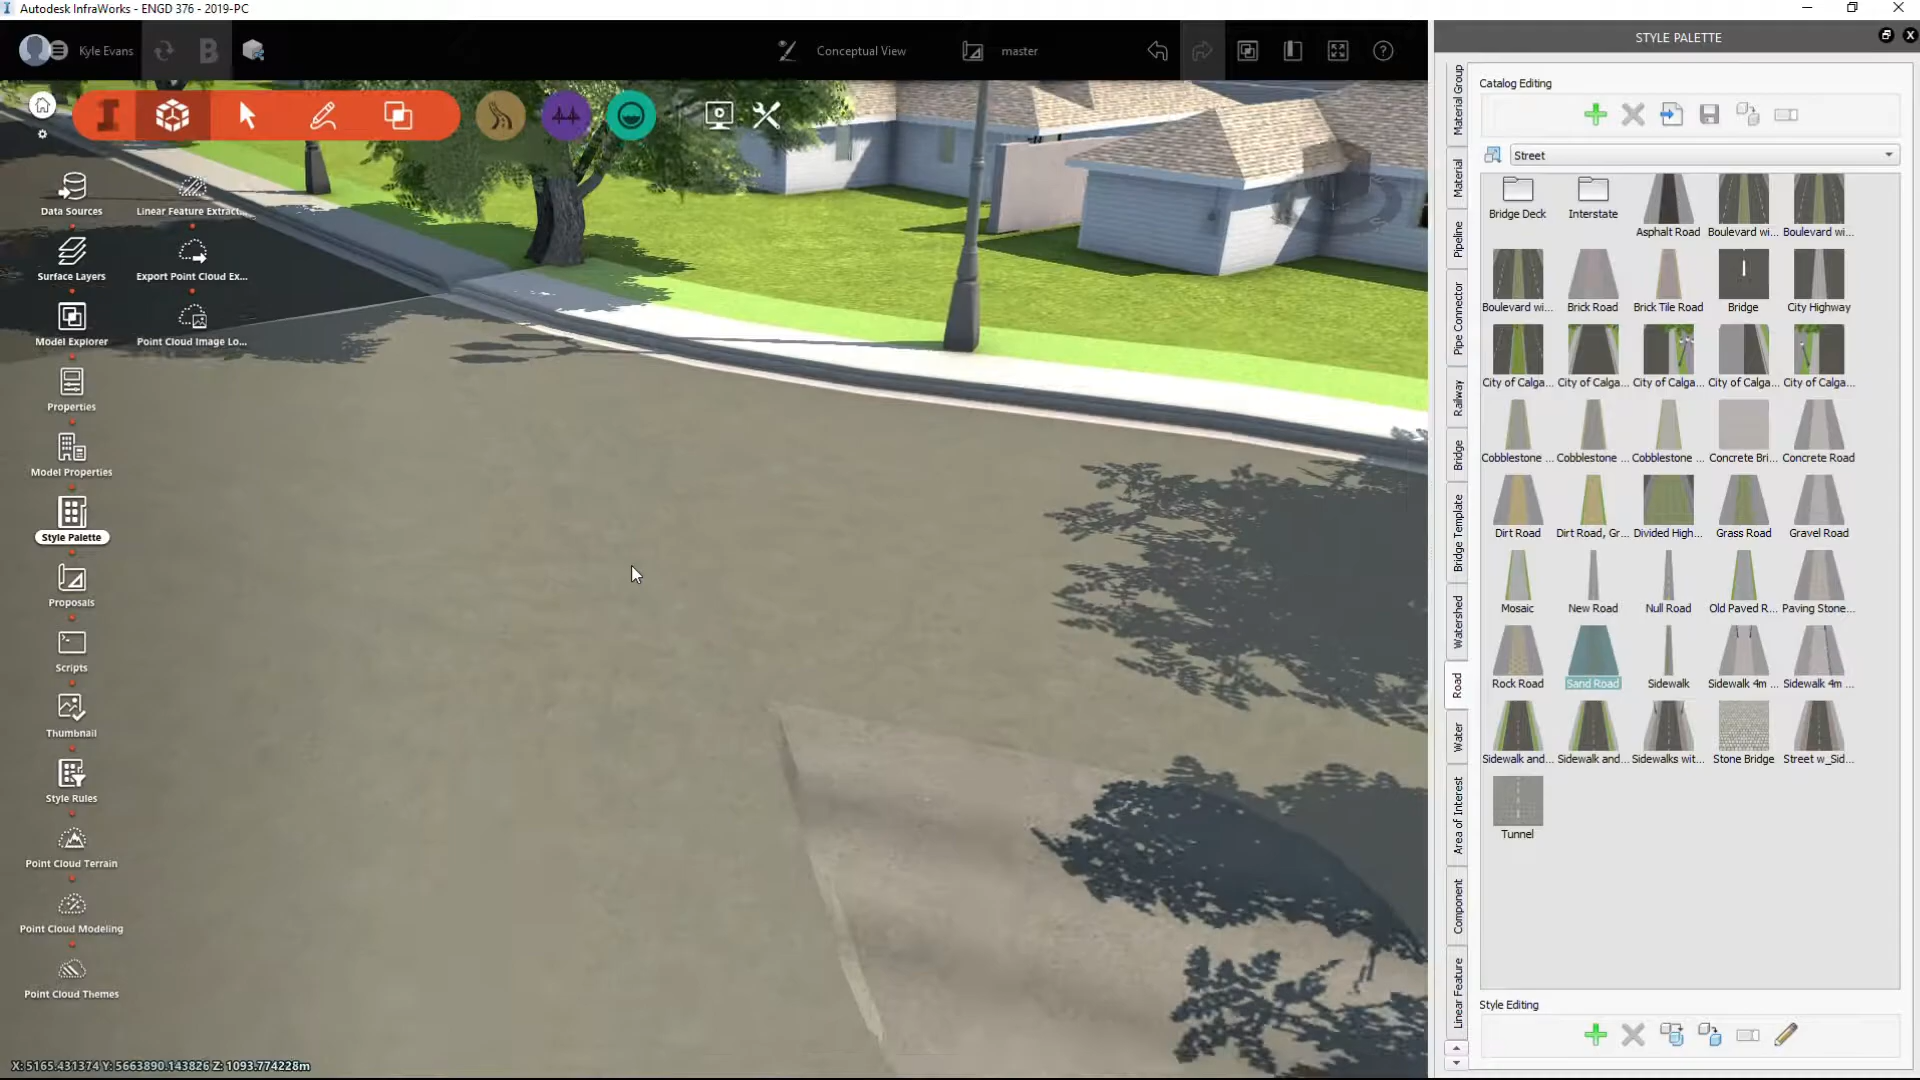 Autodesk InfraWorks - ENGD 376 - 2019-PC
Kyle Evans
Conceptual View
master
STYLE PALETTE
Data Sources
Linear Feature Extract...
Surface Layers
Export Point Cloud Ex...
Model Explorer
Point Cloud Image Lo...
Properties
Model Properties
Style Palette
Proposals
Scripts
Thumbnail
Style Rules
Point Cloud Terrain
Point Cloud Modeling
Point Cloud Themes
X: 5165.431374 Y: 5663890.143826 Z: 1093.774228m
Material Group
Material
Pipeline
Pipe Connector
Railway
Bridge
Bridge Template
Watershed
Road
Water
Area of Interest
Component
Linear Feature
Catalog Editing
Street
Bridge Deck
Interstate
Asphalt Road
Boulevard wi...
Boulevard wi...
Boulevard wi...
Brick Road
Brick Tile Road
Bridge
City Highway
City of Calga...
City of Calga...
City of Calga...
City of Calga...
City of Calga...
Cobblestone ...
Cobblestone ...
Cobblestone ...
Concrete Bri...
Concrete Road
Dirt Road
Dirt Road, Gr...
Divided High...
Grass Road
Gravel Road
Mosaic
New Road
Null Road
Old Paved R...
Paving Stone...
Rock Road
Sand Road
Sidewalk
Sidewalk 4m ...
Sidewalk 4m ...
Sidewalk and...
Sidewalk and...
Sidewalks wit...
Stone Bridge
Street w_Sid...
Tunnel
Style Editing